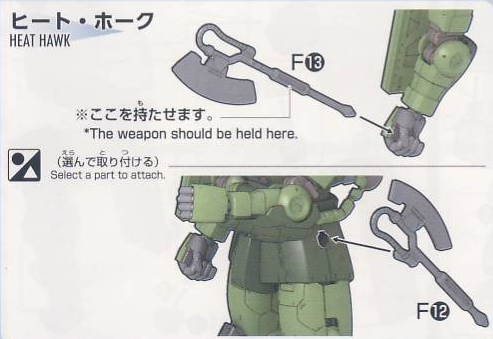 ヒート・ホーク
HEAT HAWK
F13
※ここを持たせます。
*The weapon should be held here.
(選んで取り付ける)
Select a part to attach.
F12